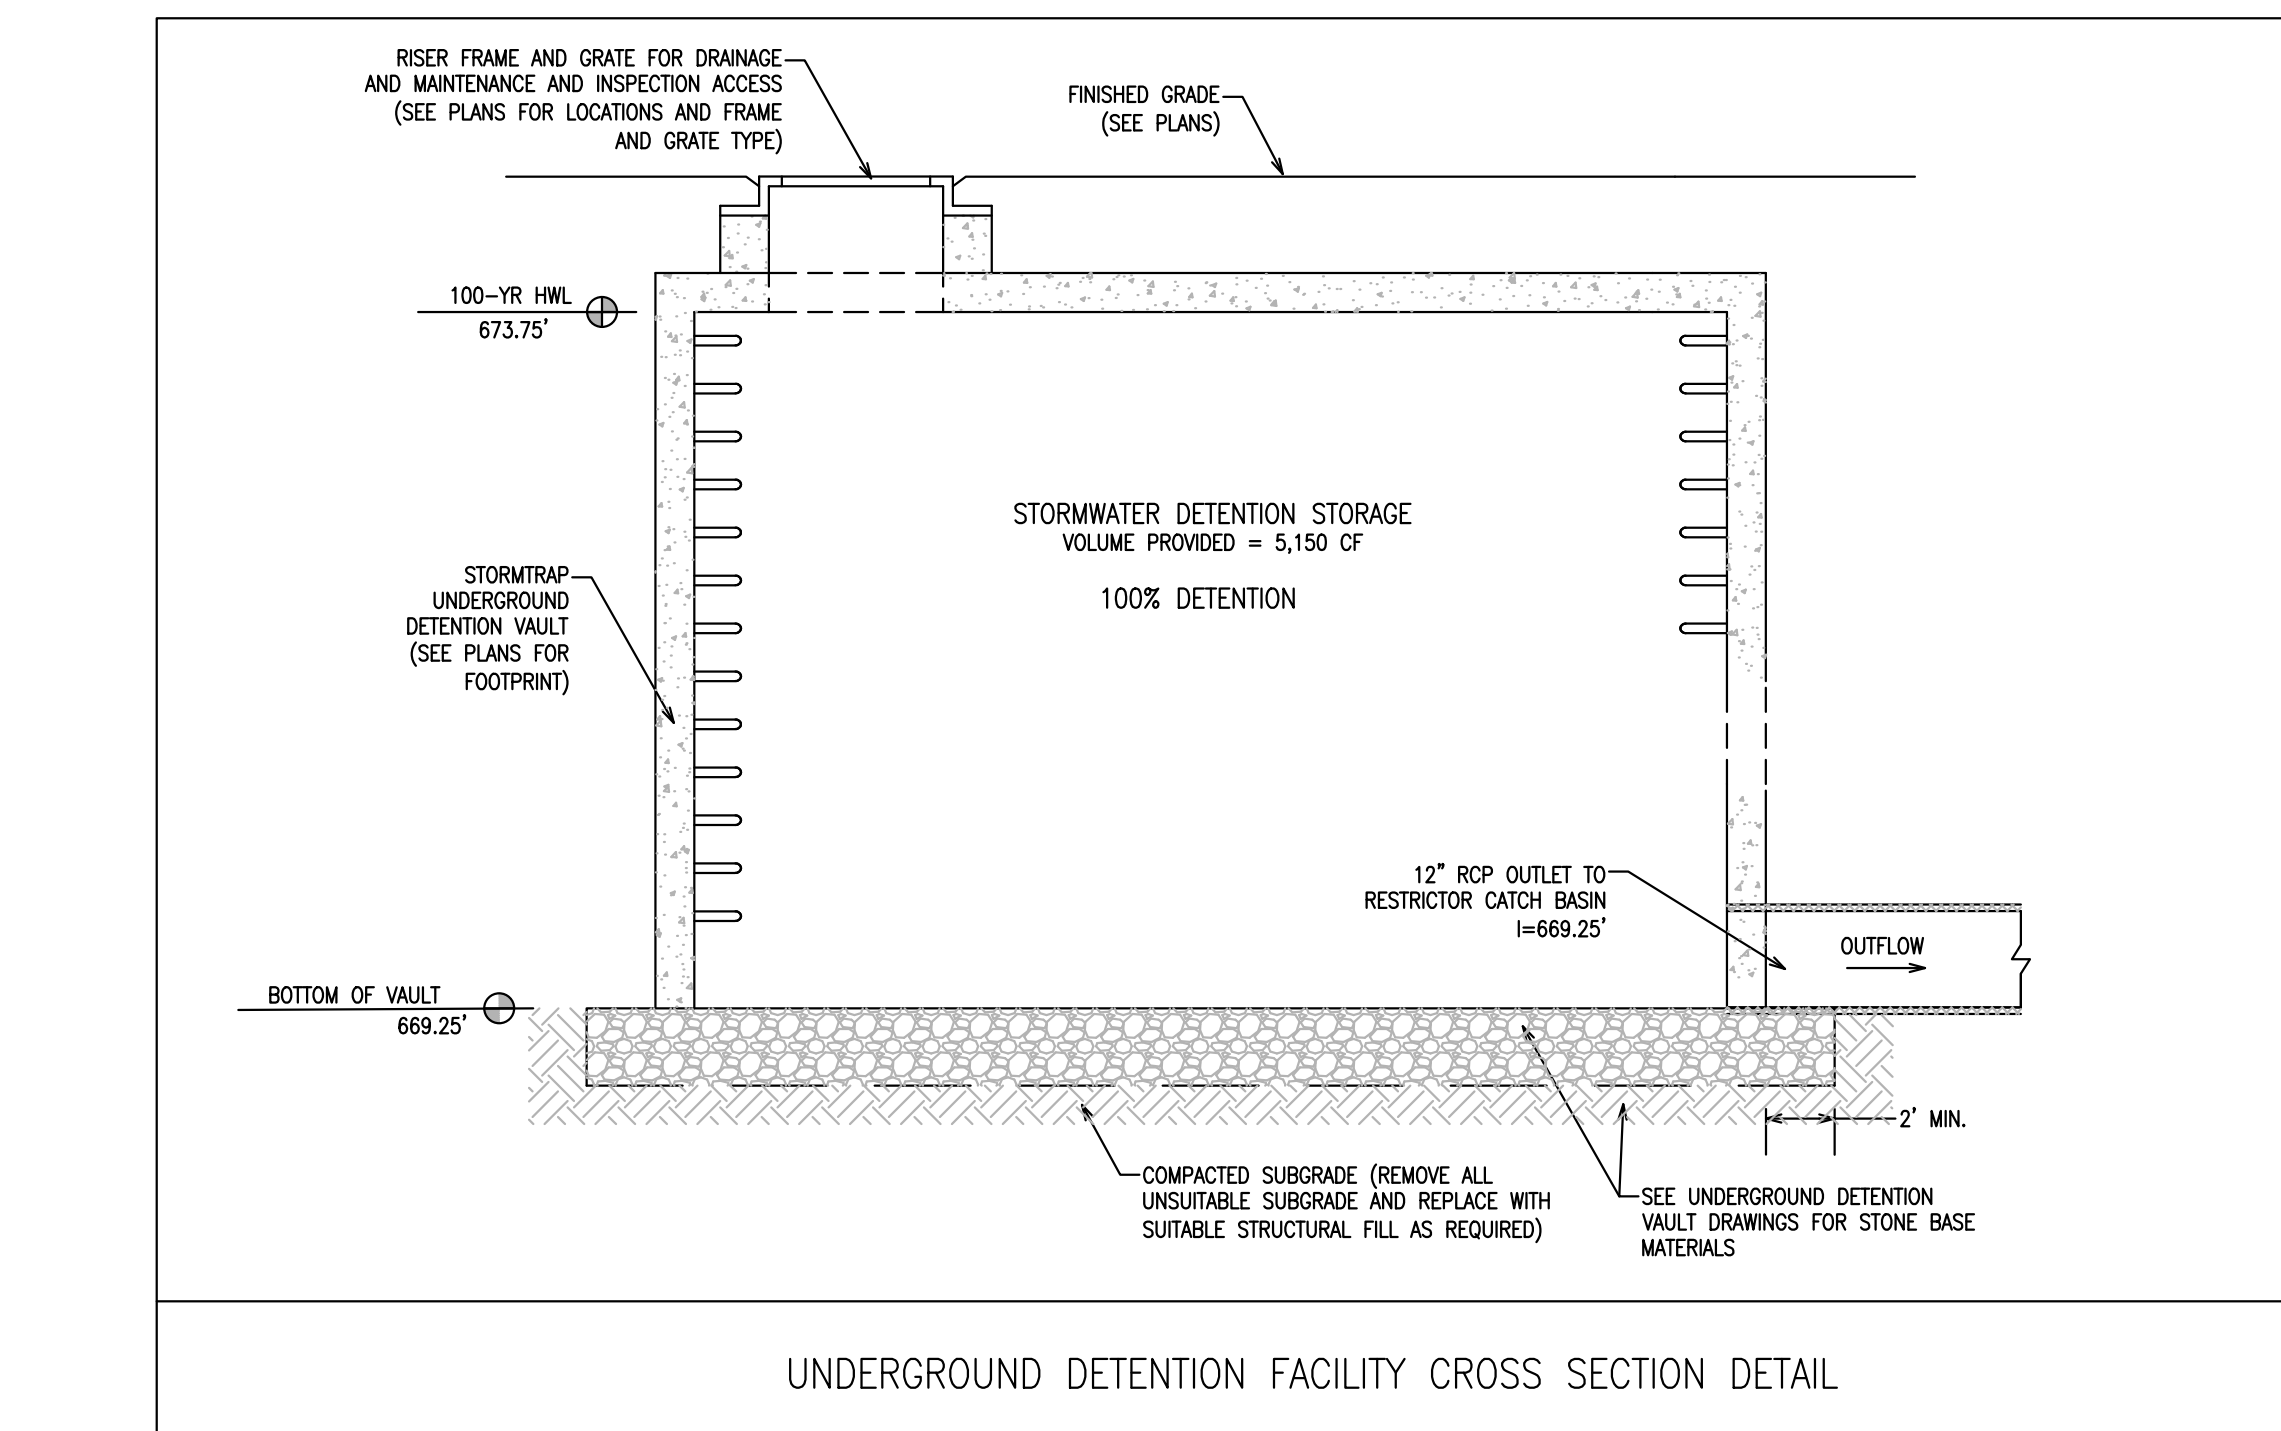 RISER FRAME AND GRATE FOR DRAINAGE
AND MAINTENANCE AND INSPECTION ACCESS
(SEE PLANS FOR LOCATIONS AND FRAME
AND GRATE TYPE)
FINISHED GRADE
(SEE PLANS)
100-YR HWL
673.75'
STORMWATER DETENTION STORAGE
VOLUME PROVIDED = 5,150 CF
100% DETENTION
STORMTRAP
UNDERGROUND
DETENTION VAULT
(SEE PLANS FOR
FOOTPRINT)
12" RCP OUTLET TO
RESTRICTOR CATCH BASIN
I=669.25'
OUTFLOW
BOTTOM OF VAULT
669.25'
2' MIN.
COMPACTED SUBGRADE (REMOVE ALL
UNSUITABLE SUBGRADE AND REPLACE WITH
SUITABLE STRUCTURAL FILL AS REQUIRED)
SEE UNDERGROUND DETENTION
VAULT DRAWINGS FOR STONE BASE
MATERIALS
UNDERGROUND DETENTION FACILITY CROSS SECTION DETAIL